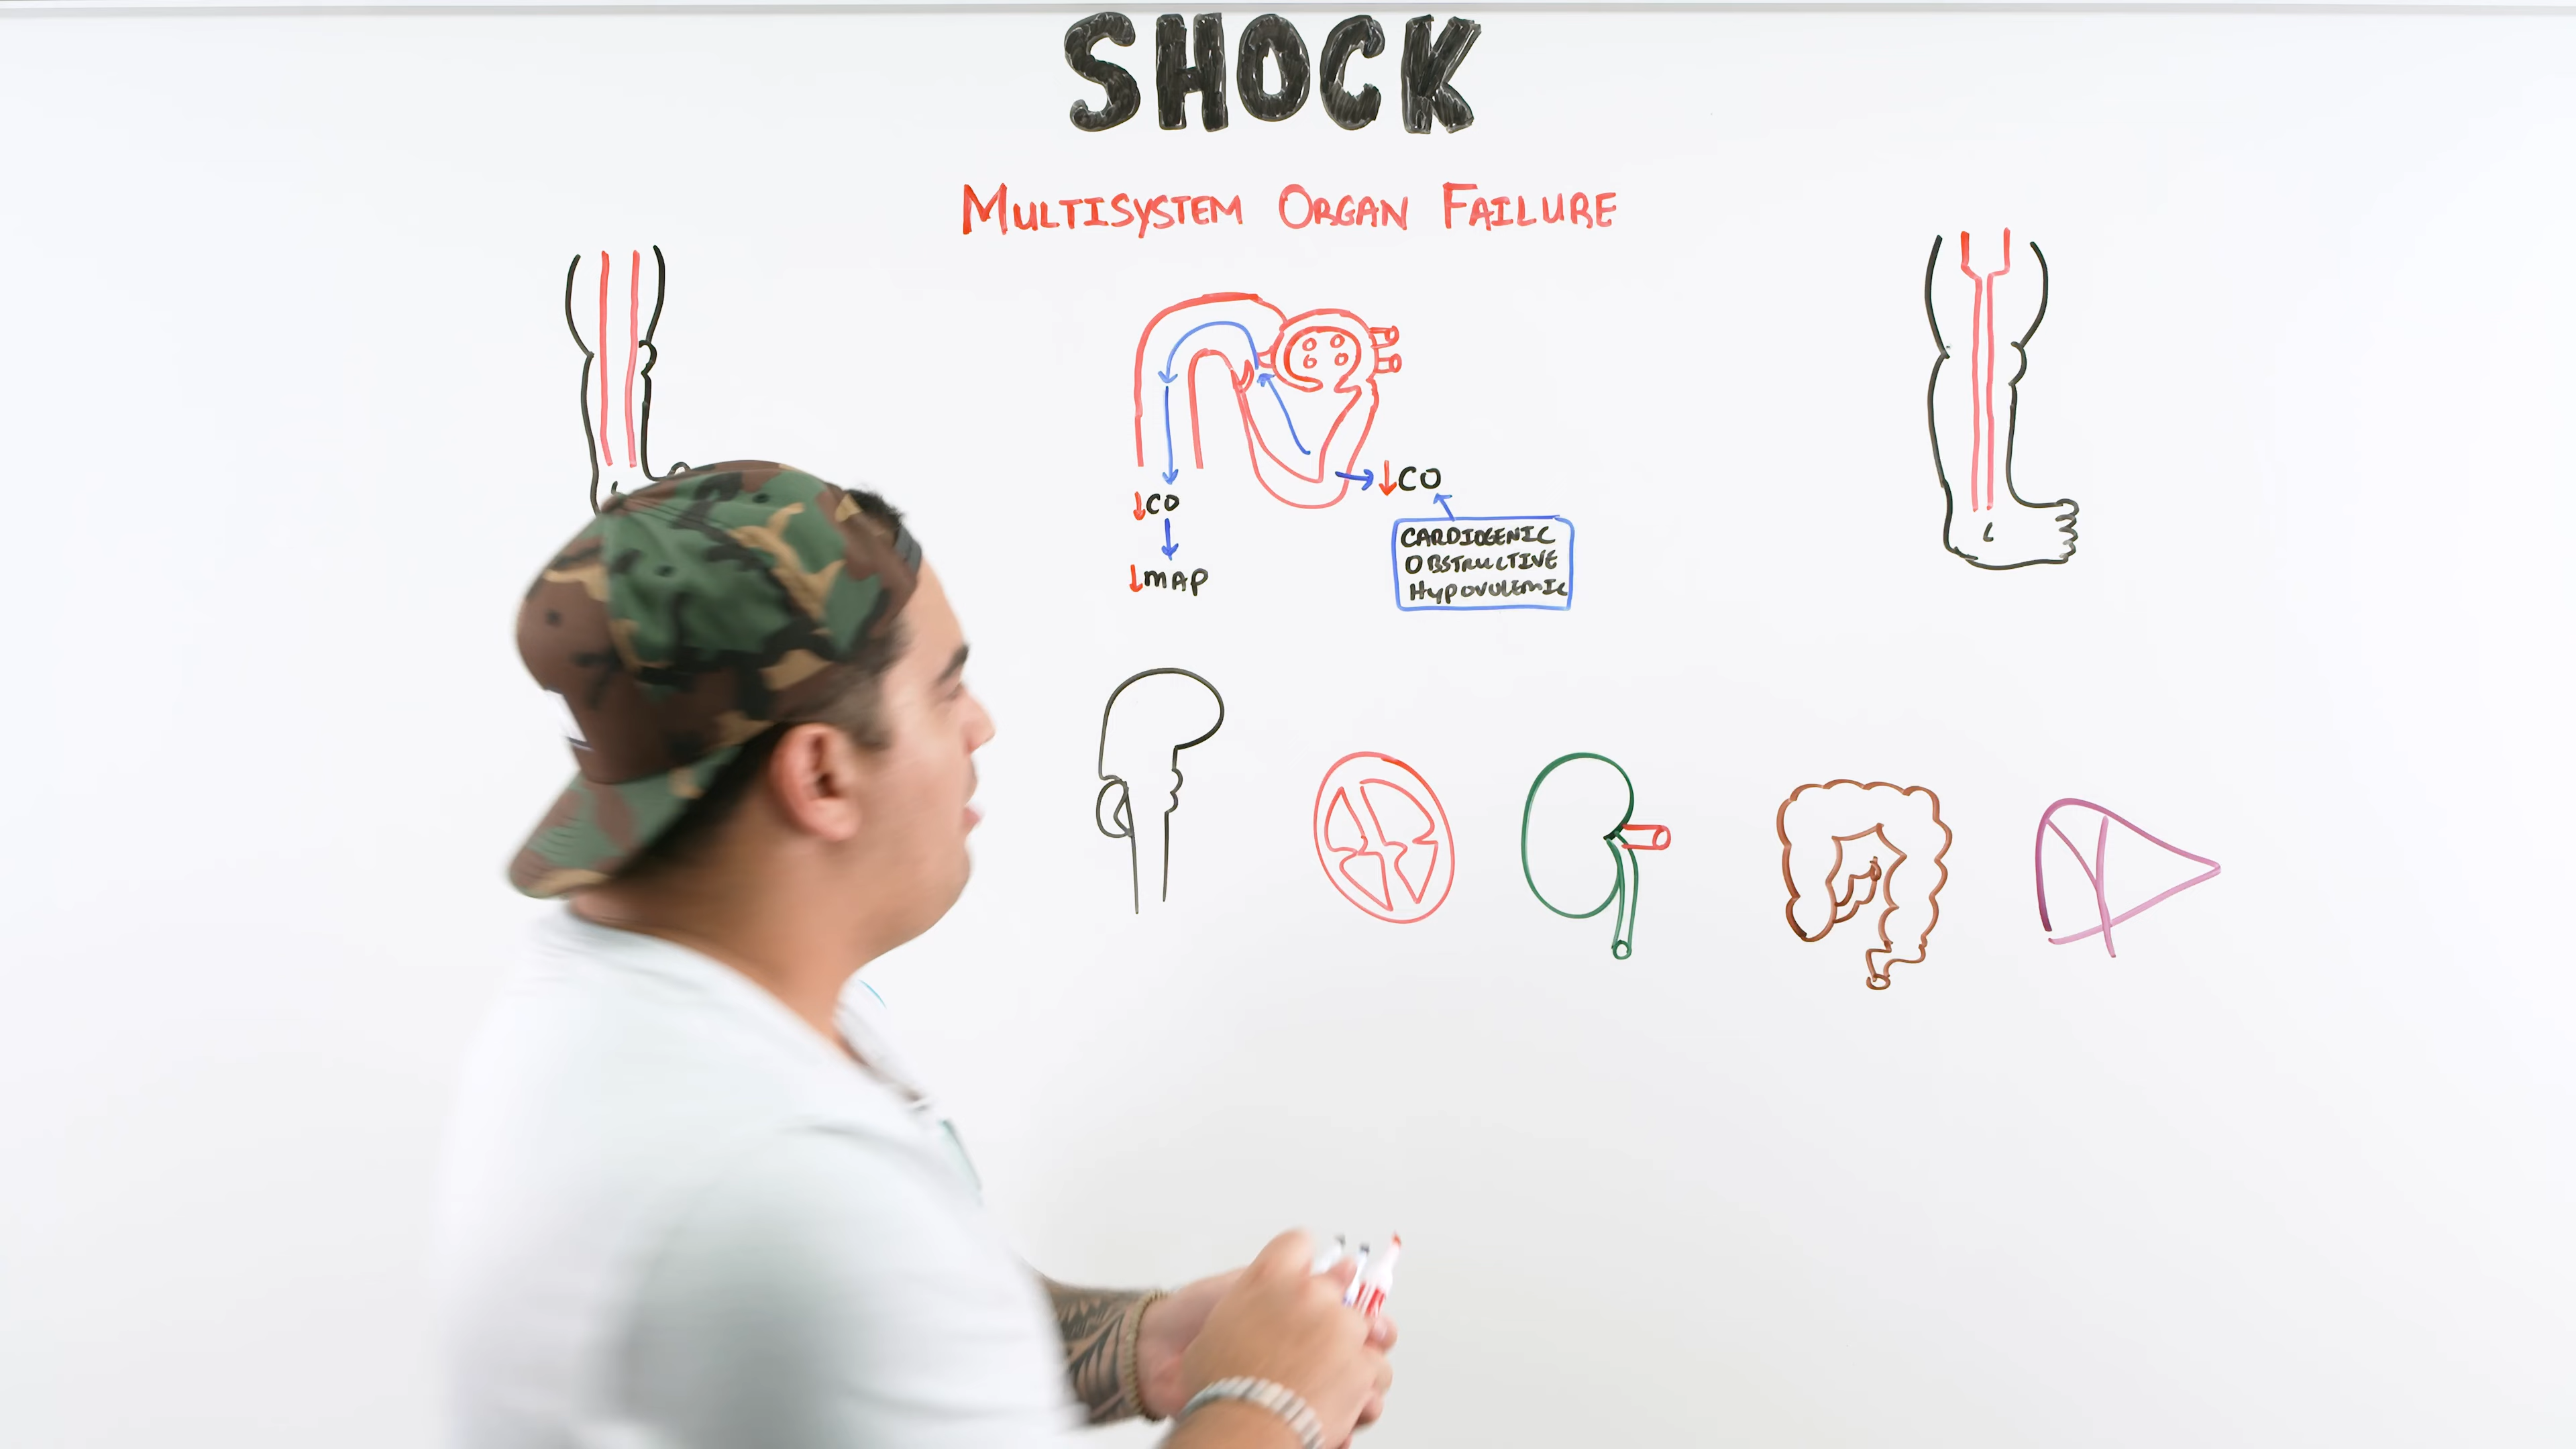 SHOCK
MULTISYSTEM ORGAN FAILURE
↓CO
↓CO
↓MAP
CARDIOGENIC
OBSTRUCTIVE
HYPOVOLEMIC